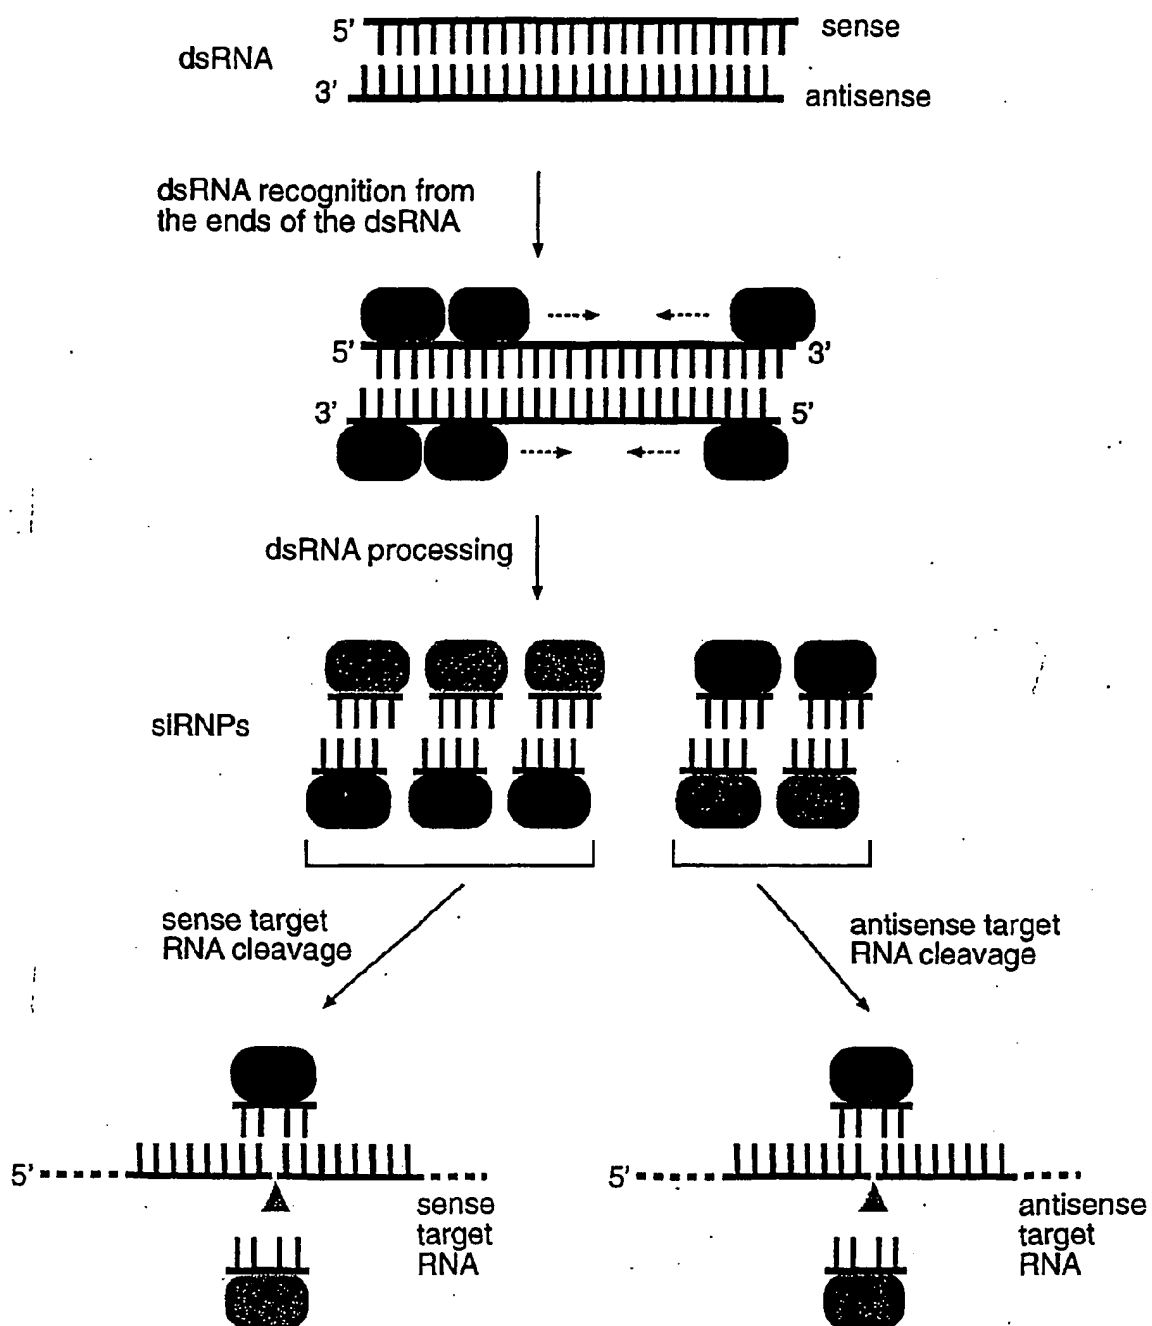 5' sense
dsRNA
3' antisense
dsRNA recognition from
the ends of the dsRNA
5' 3'
3' 5'
dsRNA processing
siRNPs
sense target
RNA cleavage
antisense target
RNA cleavage
5'
sense
target
RNA
5'
antisense
target
RNA